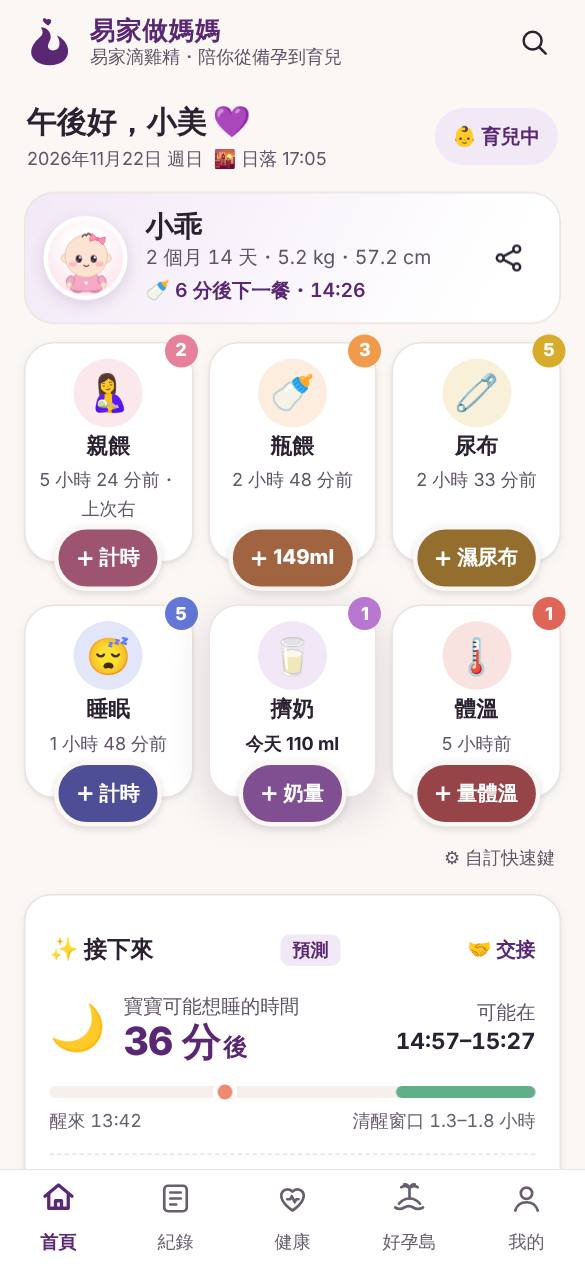 易家做媽媽
易家滴雞精・陪你從備孕到育兒
午後好，小美 💜
2026年11月22日 週日 🌇 日落 17:05
👶 育兒中
小乖
2 個月 14 天・5.2 kg・57.2 cm
🍼 6 分後下一餐・14:26
2
親餵
5 小時 24 分前・
上次右
+ 計時
3
瓶餵
2 小時 48 分前
+ 149ml
5
尿布
2 小時 33 分前
+ 濕尿布
5
睡眠
1 小時 48 分前
+ 計時
1
擠奶
今天 110 ml
+ 奶量
1
體溫
5 小時前
+ 量體溫
⚙ 自訂快速鍵
✨ 接下來
預測
🤝 交接
寶寶可能想睡的時間
36 分後
可能在
14:57–15:27
醒來 13:42
清醒窗口 1.3–1.8 小時
首頁
紀錄
健康
好孕島
我的